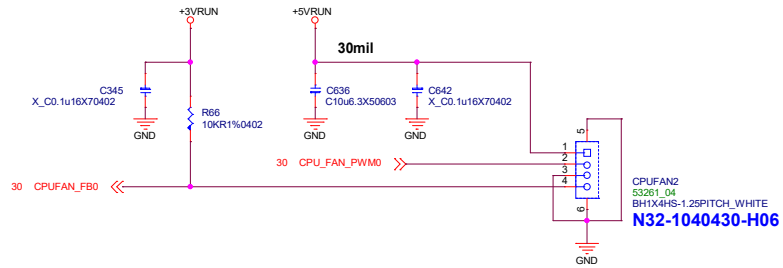 +3VRUN
+5VRUN
30mil
C345
X_C0.1u16X70402
GND
R66
10KR1%0402
C636
C10u6.3X50603
GND
C642
X_C0.1u16X70402
GND
5
1
2
3
4
6
30 CPU_FAN_PWM0
30 CPUFAN_FB0
CPUFAN2
53261_04
BH1X4HS-1.25PITCH_WHITE
N32-1040430-H06
GND